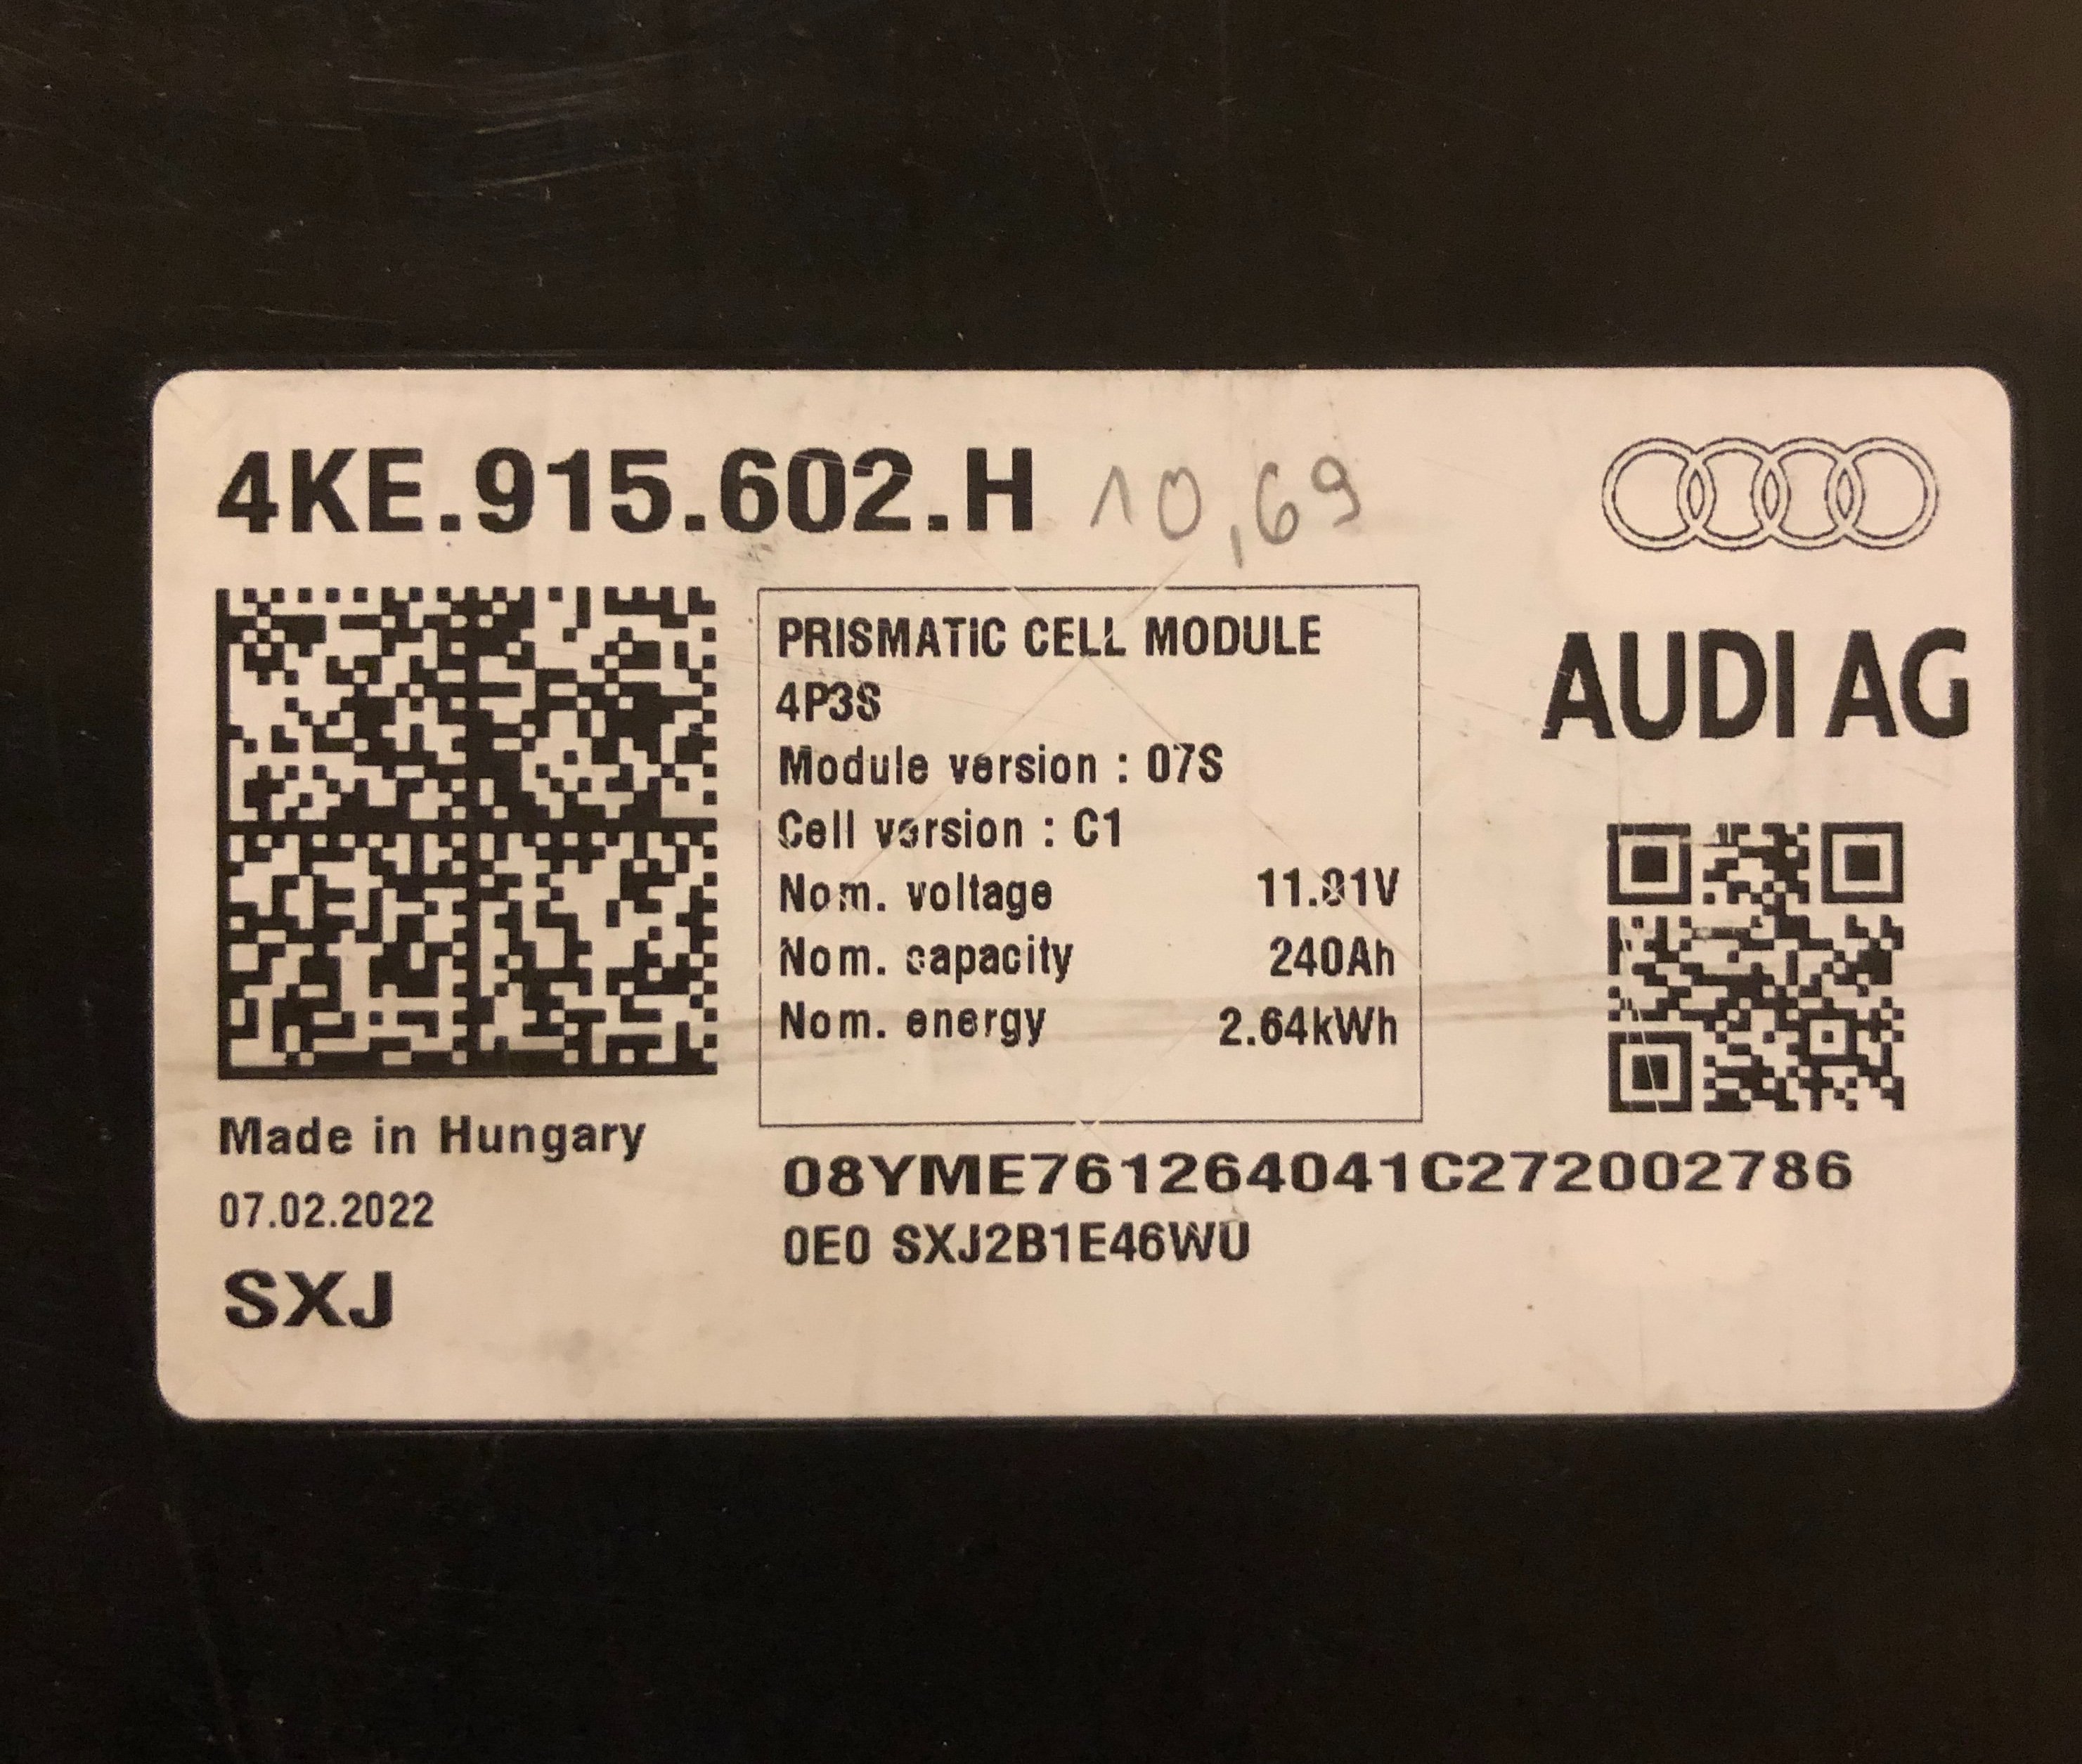 4KE.915.602.H 10,69
AUDI AG
PRISMATIC CELL MODULE
4P3S
Module version : 07S
Cell version : C1
Nom. voltage 11.01V
Nom. capacity 240Ah
Nom. energy 2.64kWh
Made in Hungary
07.02.2022
SXJ
08YME761264041C272002786
0E0 SXJ2B1E46WU